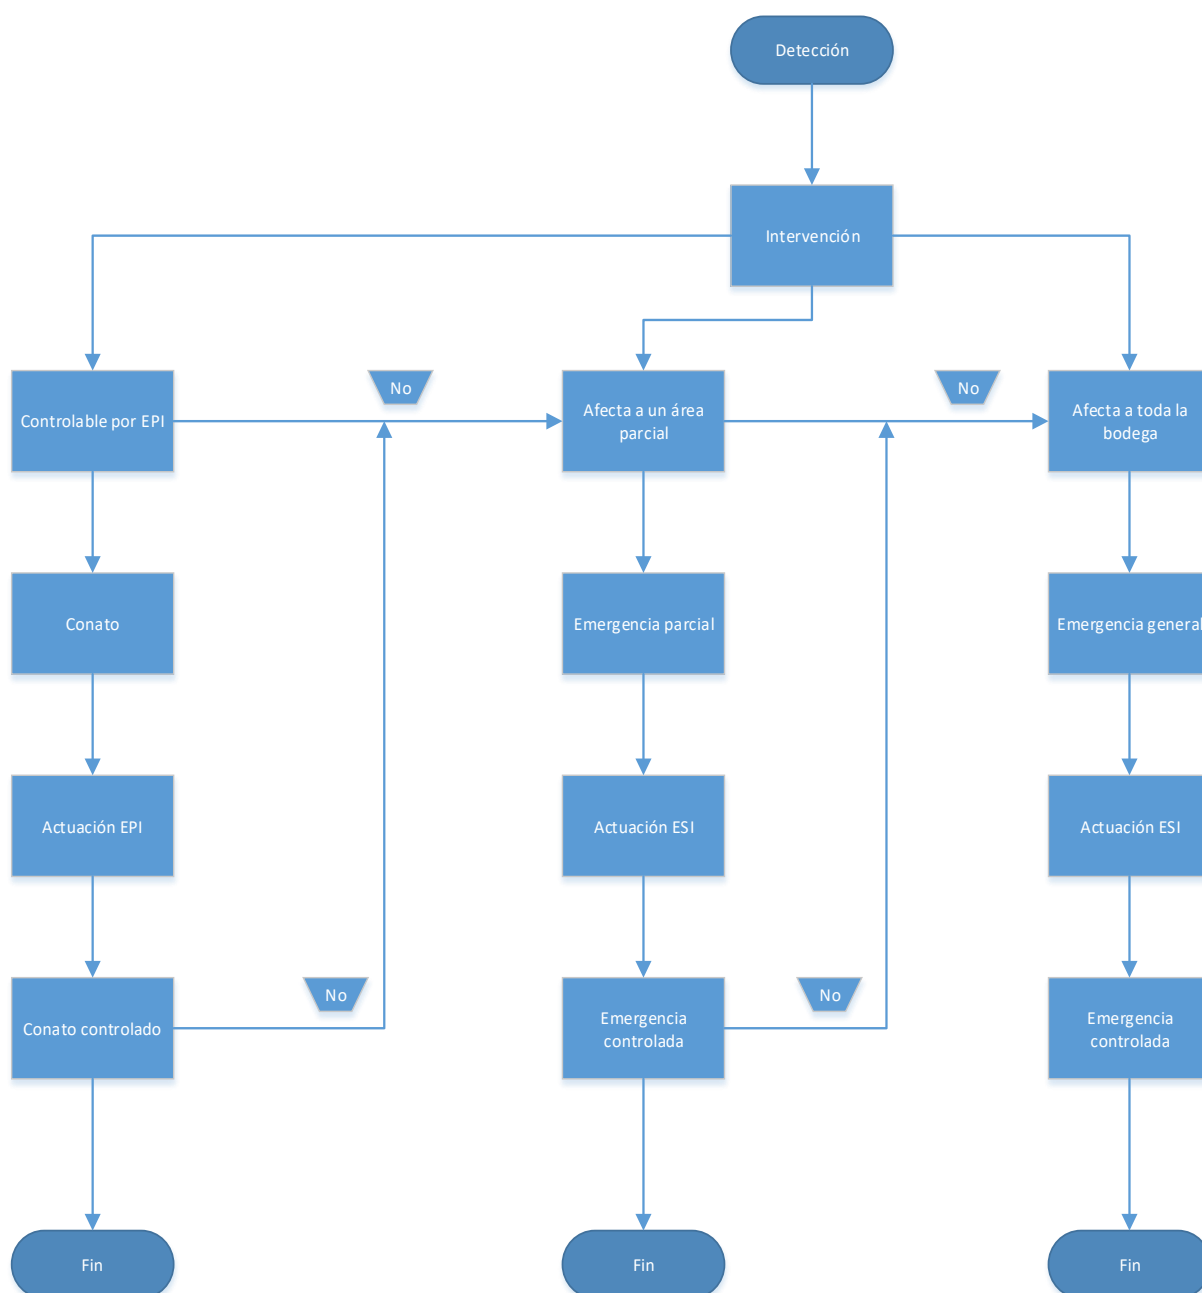 Detección
Intervención
No
No
Controlable por EPI
Afecta a un área
parcial
Afecta a toda la
bodega
Conato
Emergencia parcial
Emergencia general
Actuación EPI
Actuación ESI
Actuación ESI
No
No
Conato controlado
Emergencia
controlada
Emergencia
controlada
Fin
Fin
Fin